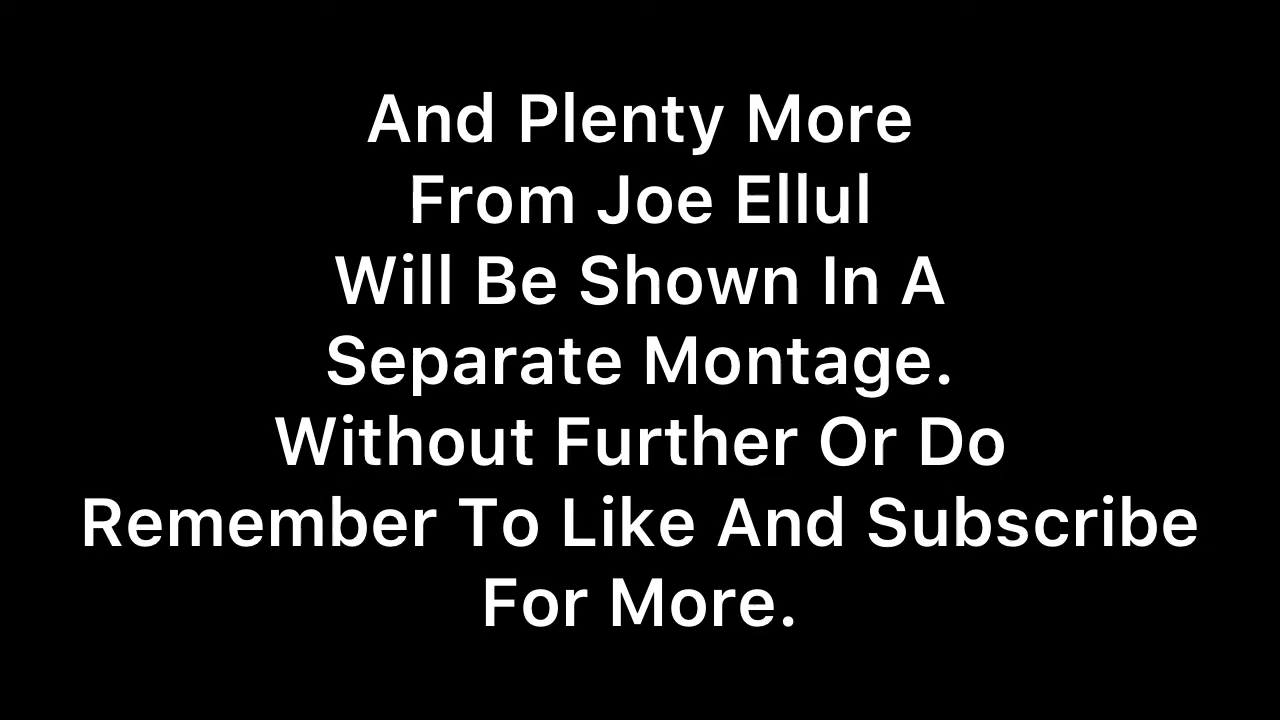 And Plenty More
From Joe Ellul
Will Be Shown In A
Separate Montage.
Without Further Or Do
Remember To Like And Subscribe
For More.